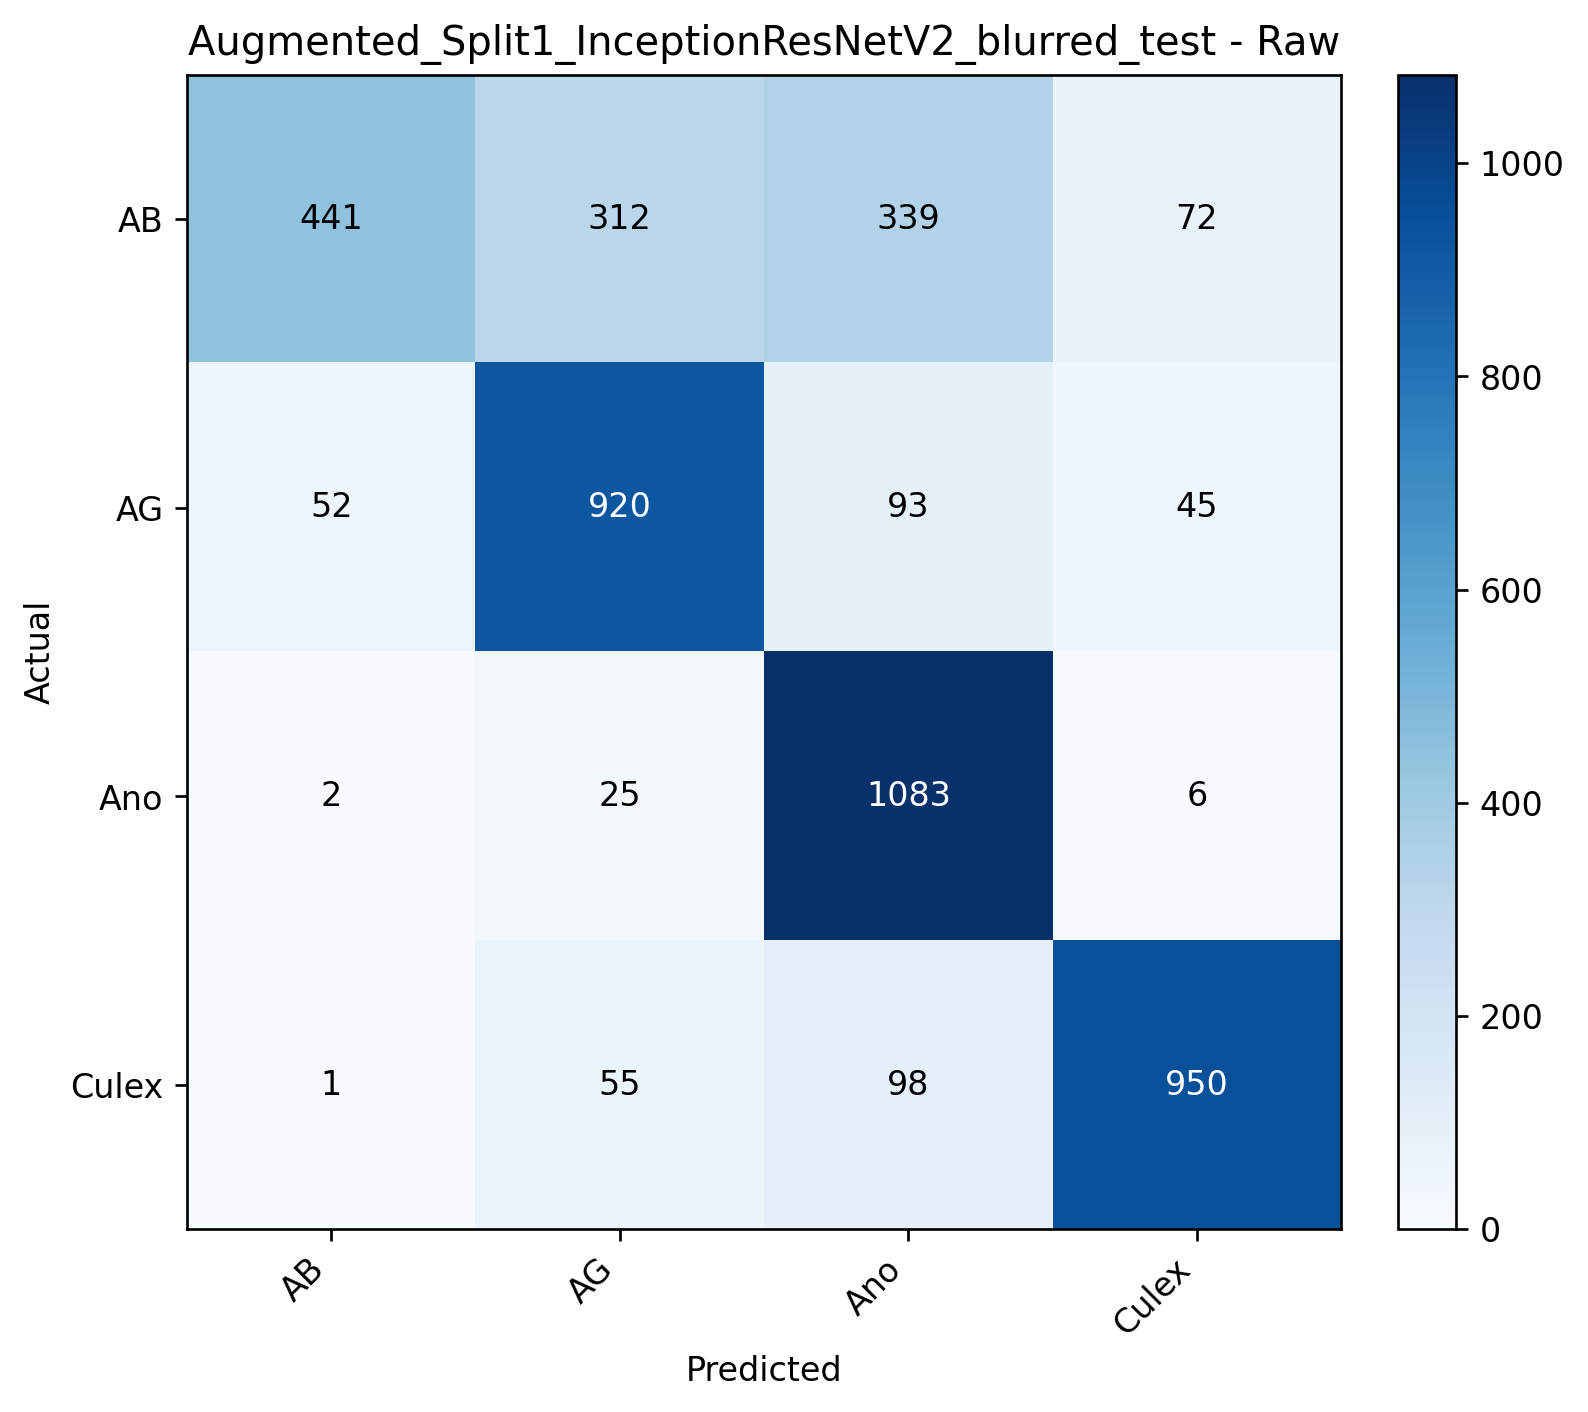 Augmented_Split1_InceptionResNetV2_blurred_test - Raw
AB 441 312 339 72
AG 52 920 93 45
Ano 2 25 1083 6
Culex 1 55 98 950
AB AG Ano Culex
Predicted
Actual
1000
800
600
400
200
0